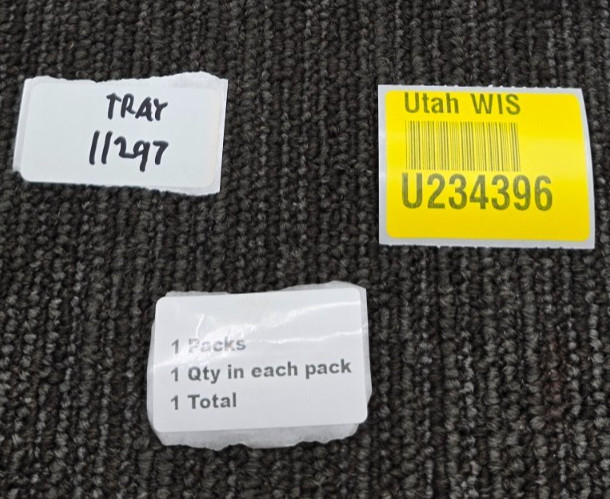 TRAY
11297
Utah WIS
U234396
1 Packs
1 Qty in each pack
1 Total